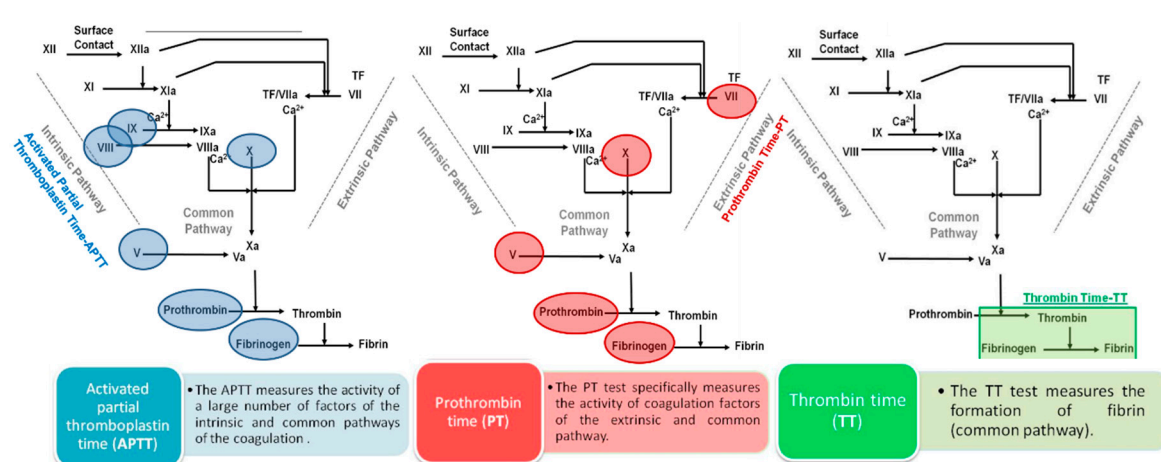 Surface
Contact
XII
XIIa
XI
XIa
TF
TF/VIIa
VII
Ca²⁺
Ca²⁺
IX
IXa
VIII
VIIIa
Ca²⁺
X
Intrinsic Pathway
Activated Partial
Thromboplastin Time-APTT
Extrinsic Pathway
Common
Pathway
Xa
V
Va
Prothrombin
Thrombin
Fibrinogen
Fibrin
Surface
Contact
XII
XIIa
XI
XIa
TF
TF/VIIa
VII
Ca²⁺
Ca²⁺
IX
IXa
VIII
VIIIa
Ca²⁺
X
Intrinsic Pathway
Extrinsic Pathway
Prothrombin Time-PT
Common
Pathway
Xa
V
Va
Prothrombin
Thrombin
Fibrinogen
Fibrin
Surface
Contact
XII
XIIa
XI
XIa
TF
TF/VIIa
VII
Ca²⁺
Ca²⁺
IX
IXa
VIII
VIIIa
Ca²⁺
X
Intrinsic Pathway
Extrinsic Pathway
Common
Pathway
Xa
V
Va
Thrombin Time-TT
Prothrombin
Thrombin
Fibrinogen
Fibrin
Activated
partial
thromboplastin
time (APTT)
• The APTT measures the activity of
a large number of factors of the
intrinsic and common pathways
of the coagulation .
Prothrombin
time (PT)
• The PT test specifically measures
the activity of coagulation factors
of the extrinsic and common
pathway.
Thrombin time
(TT)
• The TT test measures the
formation of fibrin
(common pathway).